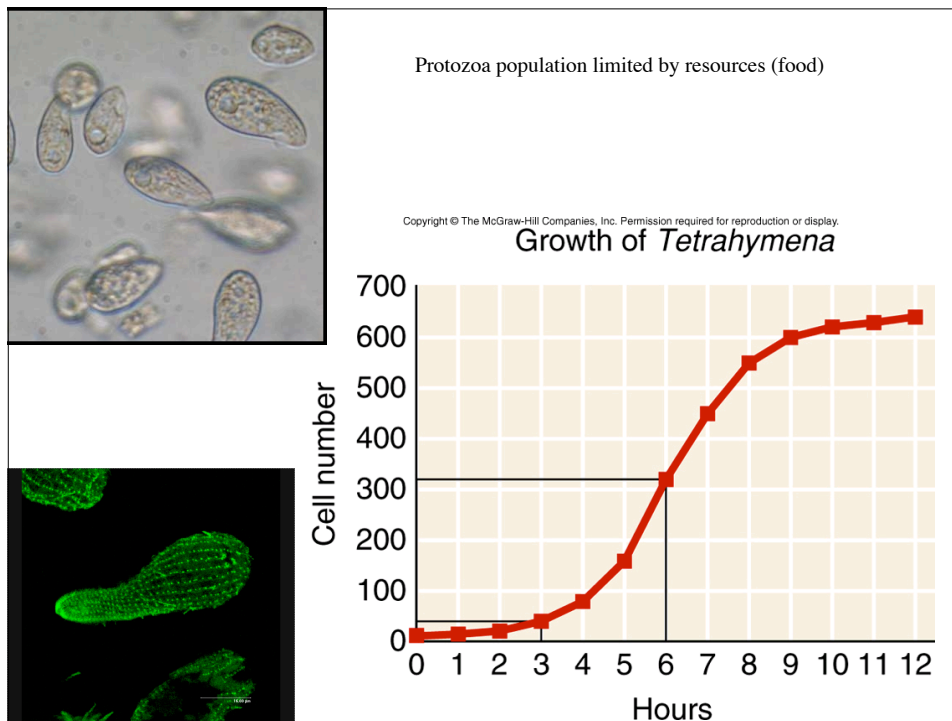 Protozoa population limited by resources (food)
Copyright © The McGraw-Hill Companies, Inc. Permission required for reproduction or display.
Growth of Tetrahymena
700
600
500
400
300
200
100
0
Cell number
0 1 2 3 4 5 6 7 8 9 10 11 12
Hours